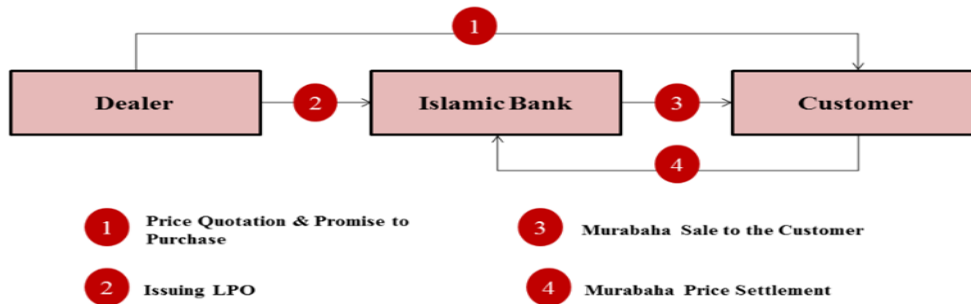 1
Dealer
2
Islamic Bank
3
Customer
4
1
Price Quotation & Promise to
Purchase
3
Murabaha Sale to the Customer
2
Issuing LPO
4
Murabaha Price Settlement